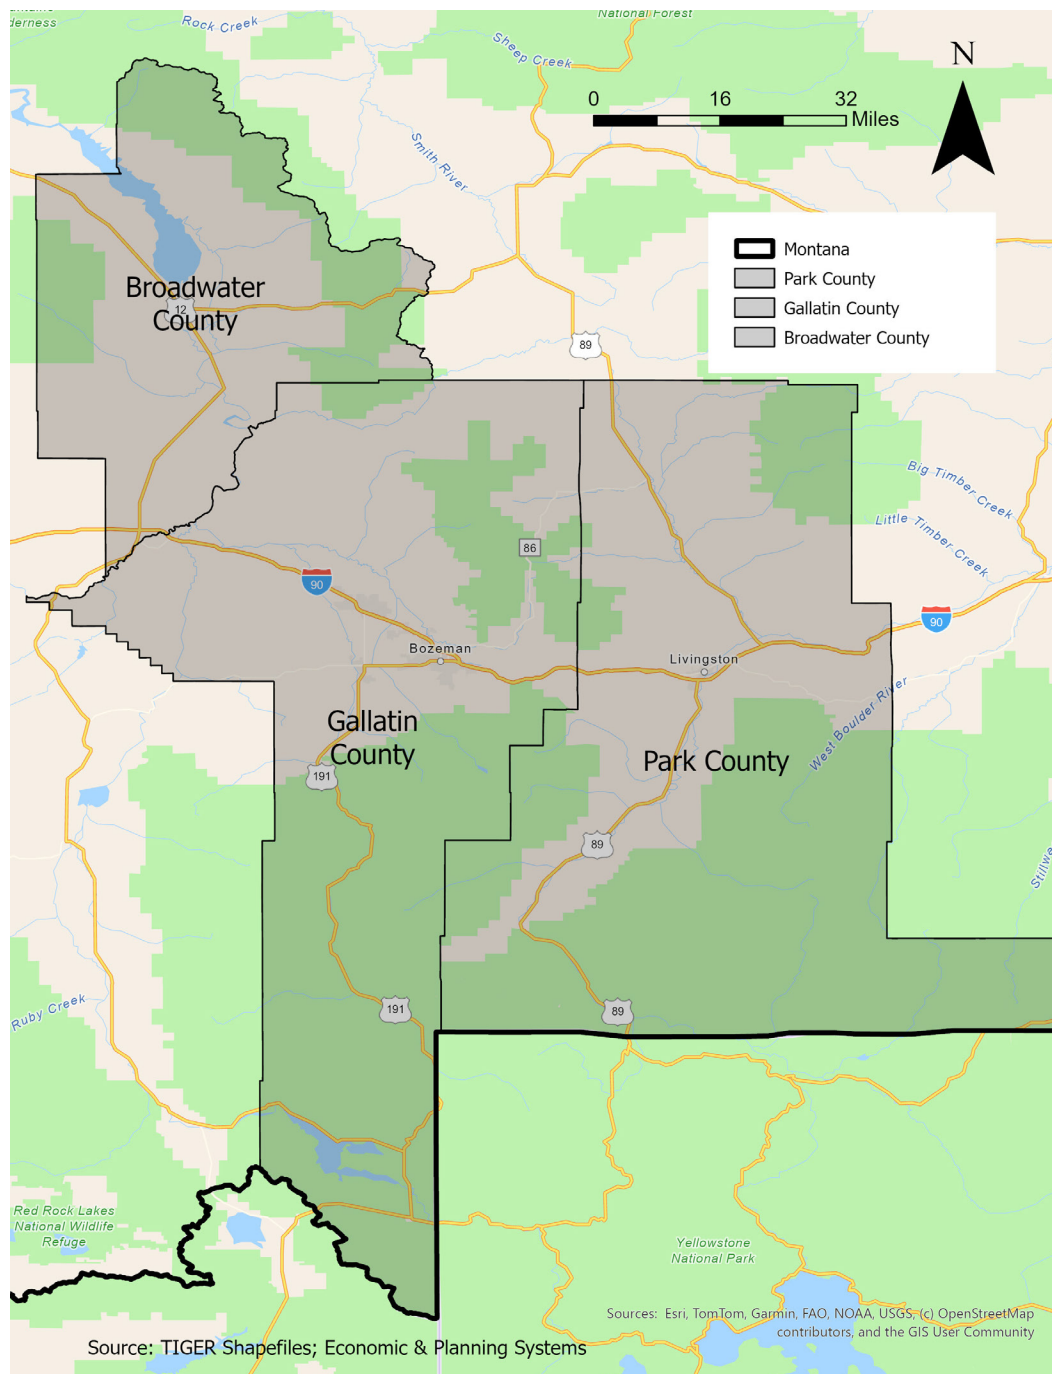 derness
Rock Creek
National Forest
Sheep Creek
N
0 16 32
Miles
Smith River
Montana
Park County
Gallatin County
Broadwater County
Broadwater
County
12
89
Big Timber Creek
Little Timber Creek
86
90
90
Bozeman
Livingston
West Boulder River
Gallatin
County
Park County
191
89
Stillwe
191
89
Ruby Creek
Red Rock Lakes
National Wildlife
Refuge
Yellowstone
National Park
Sources: Esri, TomTom, Garmin, FAO, NOAA, USGS, (c) OpenStreetMap
contributors, and the GIS User Community
Source: TIGER Shapefiles; Economic & Planning Systems